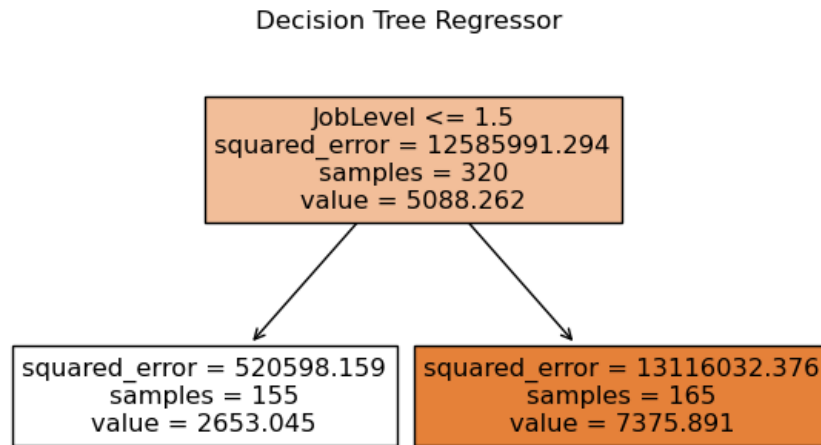 Decision Tree Regressor
JobLevel <= 1.5
squared_error = 12585991.294
samples = 320
value = 5088.262
squared_error = 520598.159
samples = 155
value = 2653.045
squared_error = 13116032.376
samples = 165
value = 7375.891